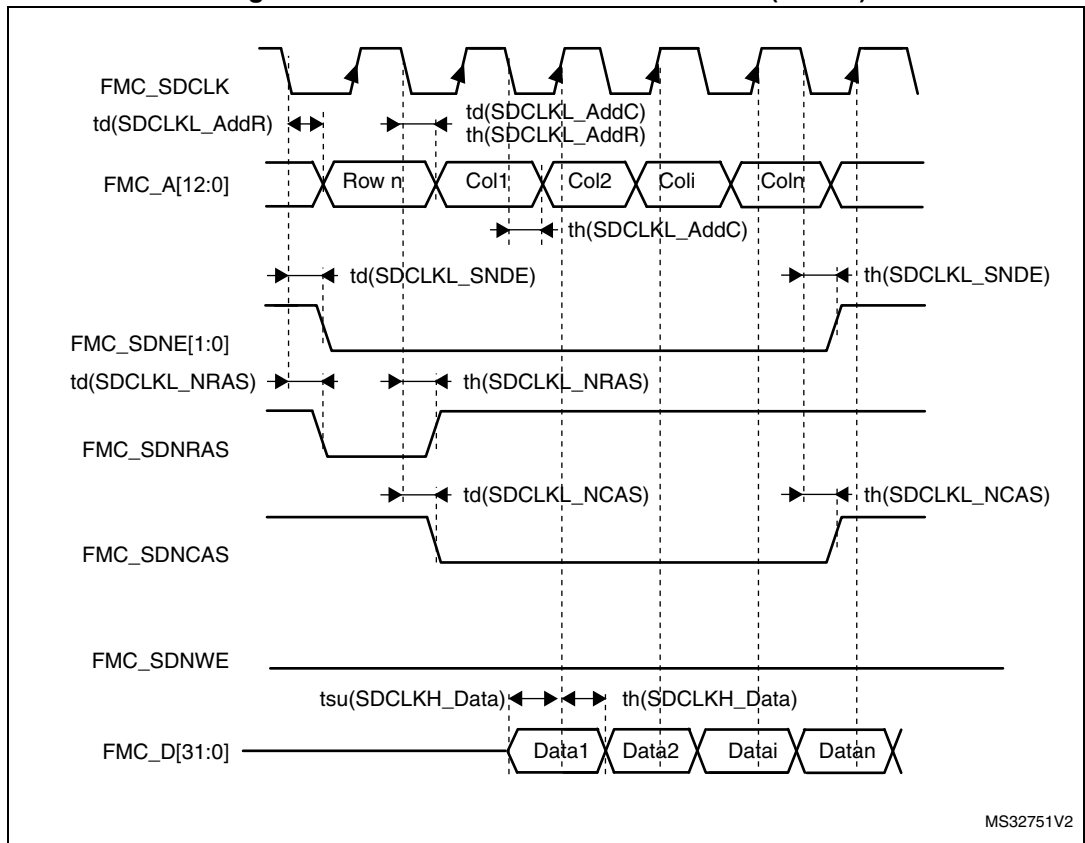 FMC_SDCLK
td(SDCLKL_AddR)
td(SDCLKL_AddC)
th(SDCLKL_AddR)
FMC_A[12:0]
Row n
Col1
Col2
Coli
Coln
th(SDCLKL_AddC)
td(SDCLKL_SNDE)
th(SDCLKL_SNDE)
FMC_SDNE[1:0]
td(SDCLKL_NRAS)
th(SDCLKL_NRAS)
FMC_SDNRAS
td(SDCLKL_NCAS)
th(SDCLKL_NCAS)
FMC_SDNCAS
FMC_SDNWE
tsu(SDCLKH_Data)
th(SDCLKH_Data)
FMC_D[31:0]
Data1
Data2
Datai
Datan
MS32751V2